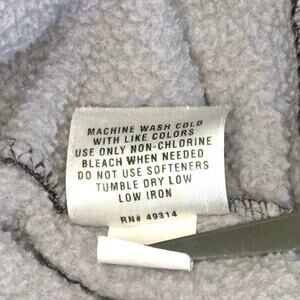 MACHINE WASH COLD
WITH LIKE COLORS
USE ONLY NON-CHLORINE
BLEACH WHEN NEEDED
DO NOT USE SOFTENERS
TUMBLE DRY LOW
LOW IRON
RN# 49314